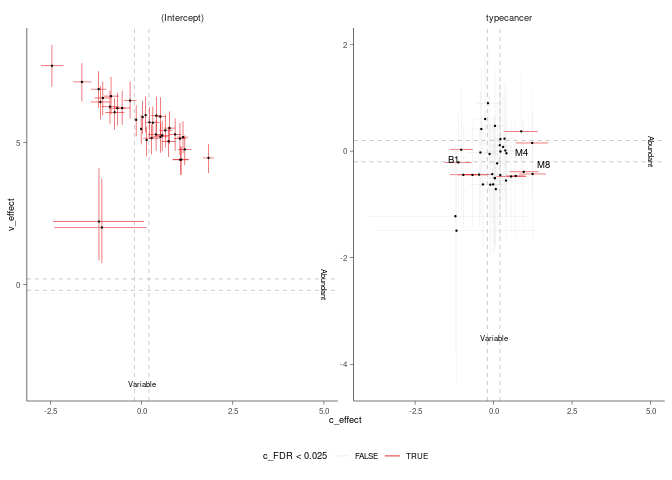 (Intercept)
typecancer
v_effect
5
0
Abundant
Variable
-2.5
0.0
2.5
5.0
2
0
-2
-4
B1
M4
M8
Abundant
Variable
-2.5
0.0
2.5
5.0
c_effect
c_FDR < 0.025
FALSE
TRUE